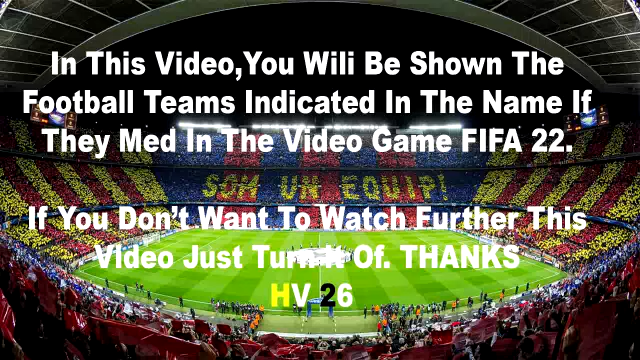 In This Video,You Wili Be Shown The
Football Teams Indicated In The Name If
They Med In The Video Game FIFA 22.
SOM UN EQUIP!
If You Don't Want To Watch Further This
Video Just Turn It Of. THANKS
HV 26